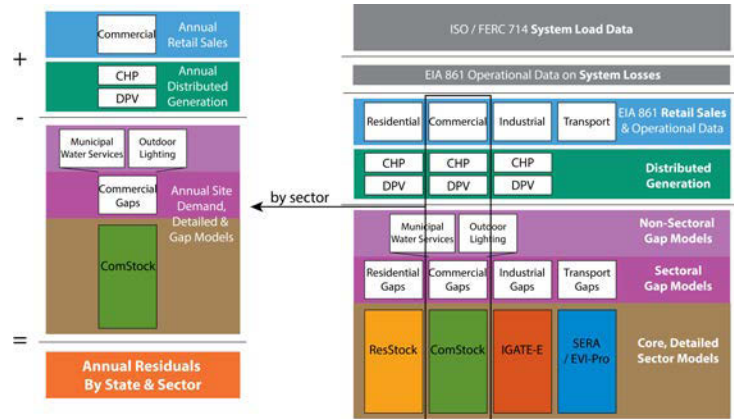 +
Commercial
Annual
Retail Sales
CHP
DPV
Annual
Distributed
Generation
-
Municipal
Water Services
Outdoor
Lighting
Commercial
Gaps
Annual Site
Demand,
Detailed &
Gap Models
ComStock
=
Annual Residuals
By State & Sector
by sector
ISO / FERC 714 System Load Data
EIA 861 Operational Data on System Losses
Residential
Commercial
Industrial
Transport
EIA 861 Retail Sales
& Operational Data
CHP
CHP
CHP
DPV
DPV
DPV
Distributed
Generation
Municipal
Water Services
Outdoor
Lighting
Non-Sectoral
Gap Models
Residential
Gaps
Commercial
Gaps
Industrial
Gaps
Transport
Gaps
Sectoral
Gap Models
ResStock
ComStock
IGATE-E
SERA
/ EVI-Pro
Core, Detailed
Sector Models